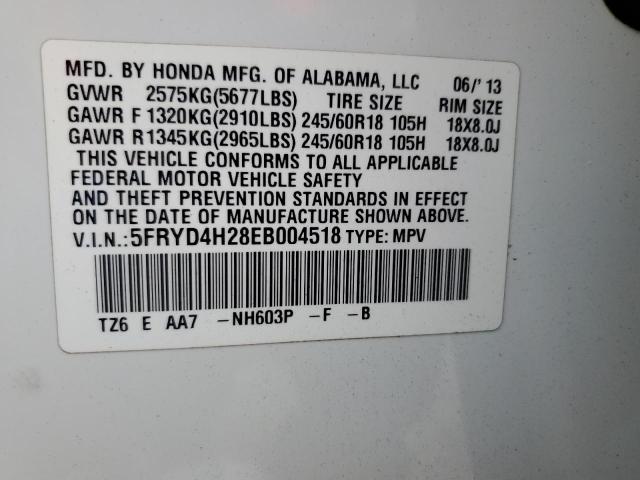 MFD. BY HONDA MFG. OF ALABAMA, LLC 06/'13
GVWR 2575KG(5677LBS) TIRE SIZE RIM SIZE
GAWR F 1320KG(2910LBS) 245/60R18 105H 18X8.0J
GAWR R 1345KG(2965LBS) 245/60R18 105H 18X8.0J
THIS VEHICLE CONFORMS TO ALL APPLICABLE
FEDERAL MOTOR VEHICLE SAFETY
AND THEFT PREVENTION STANDARDS IN EFFECT
ON THE DATE OF MANUFACTURE SHOWN ABOVE.
V.I.N.:5FRYD4H28EB004518 TYPE: MPV
TZ6 E AA7 -NH603P -F -B